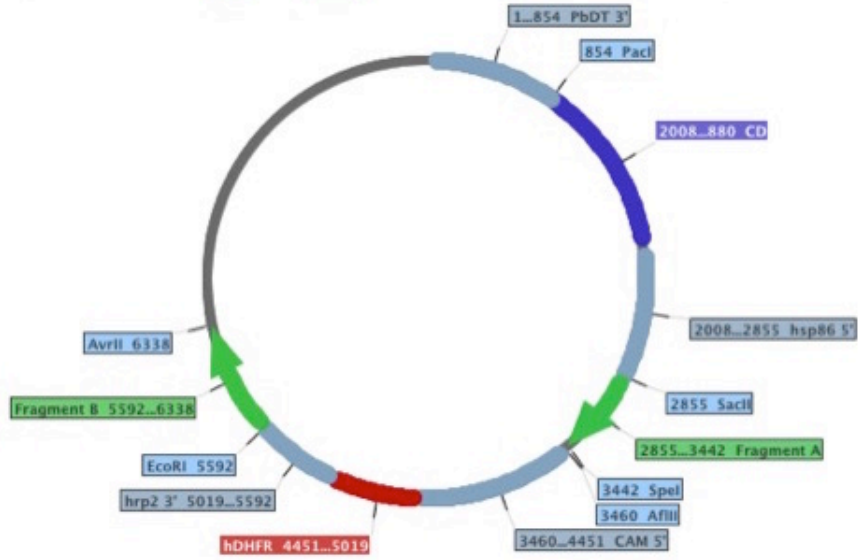 1...854 PbDT 3'
854 PacI
2008...880 CD
2008...2855 hsp86 5'
2855 SacII
2855...3442 Fragment A
3442 SpeI
3460 AflII
3460...4451 CAM 5'
hDHFR 4451...5019
hrp2 3' 5019...5592
EcoRI 5592
Fragment B 5592...6338
AvrII 6338